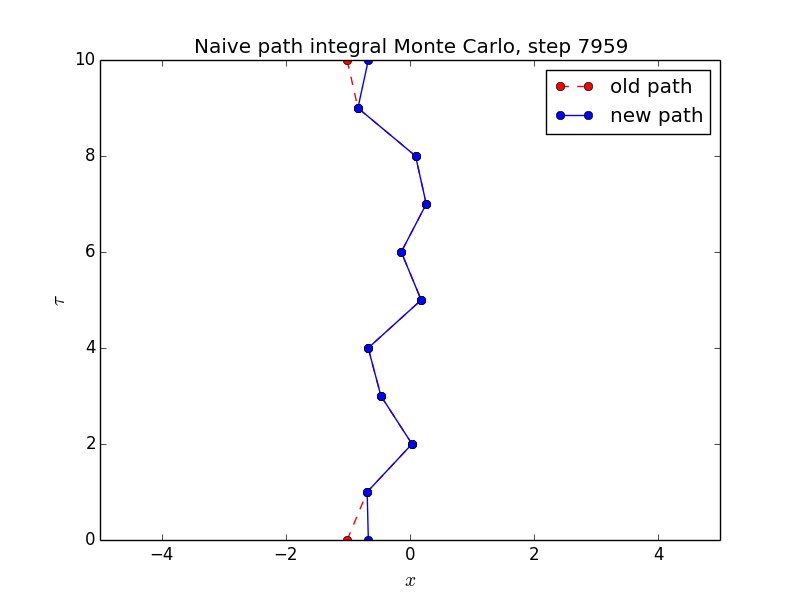 Naive path integral Monte Carlo, step 7959
10
8
6
4
2
0
τ
−4
−2
0
2
4
x
old path
new path